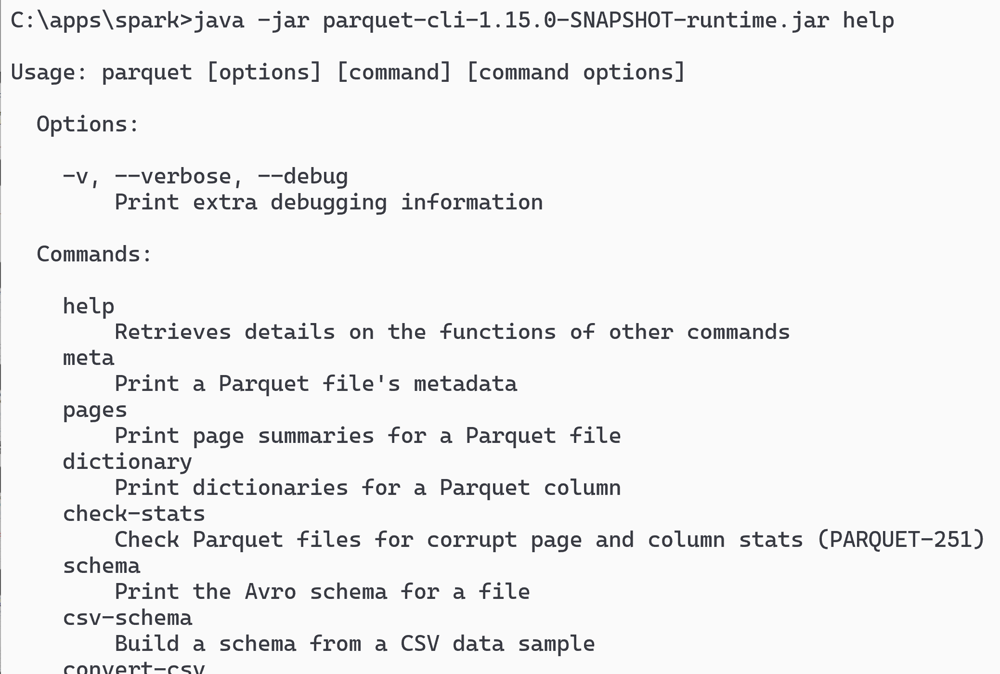 C:\apps\spark>java -jar parquet-cli-1.15.0-SNAPSHOT-runtime.jar help
Usage: parquet [options] [command] [command options]
Options:
-v, --verbose, --debug
Print extra debugging information
Commands:
help
Retrieves details on the functions of other commands
meta
Print a Parquet file's metadata
pages
Print page summaries for a Parquet file
dictionary
Print dictionaries for a Parquet column
check-stats
Check Parquet files for corrupt page and column stats (PARQUET-251)
schema
Print the Avro schema for a file
csv-schema
Build a schema from a CSV data sample
convert-csv